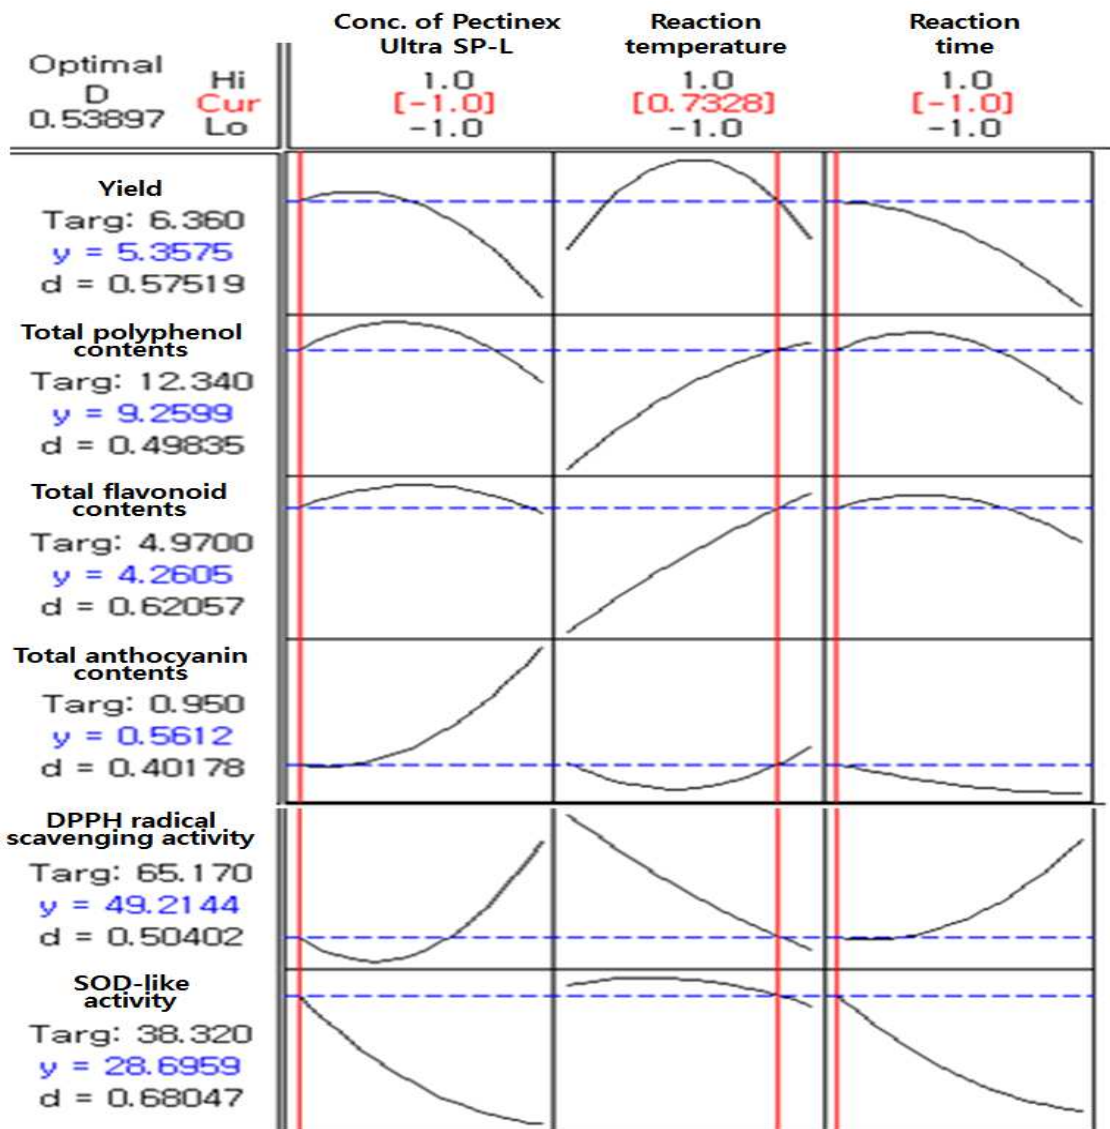 Conc. of Pectinex
Ultra SP-L
Reaction
temperature
Reaction
time
Optimal
D
0.53897
Hi
Cur
Lo
1.0
[-1.0]
-1.0
1.0
[0.7328]
-1.0
1.0
[-1.0]
-1.0
Yield
Targ: 6.360
y = 5.3575
d = 0.57519
Total polyphenol
contents
Targ: 12.340
y = 9.2599
d = 0.49835
Total flavonoid
contents
Targ: 4.9700
y = 4.2605
d = 0.62057
Total anthocyanin
contents
Targ: 0.950
y = 0.5612
d = 0.40178
DPPH radical
scavenging activity
Targ: 65.170
y = 49.2144
d = 0.50402
SOD-like
activity
Targ: 38.320
y = 28.6959
d = 0.68047